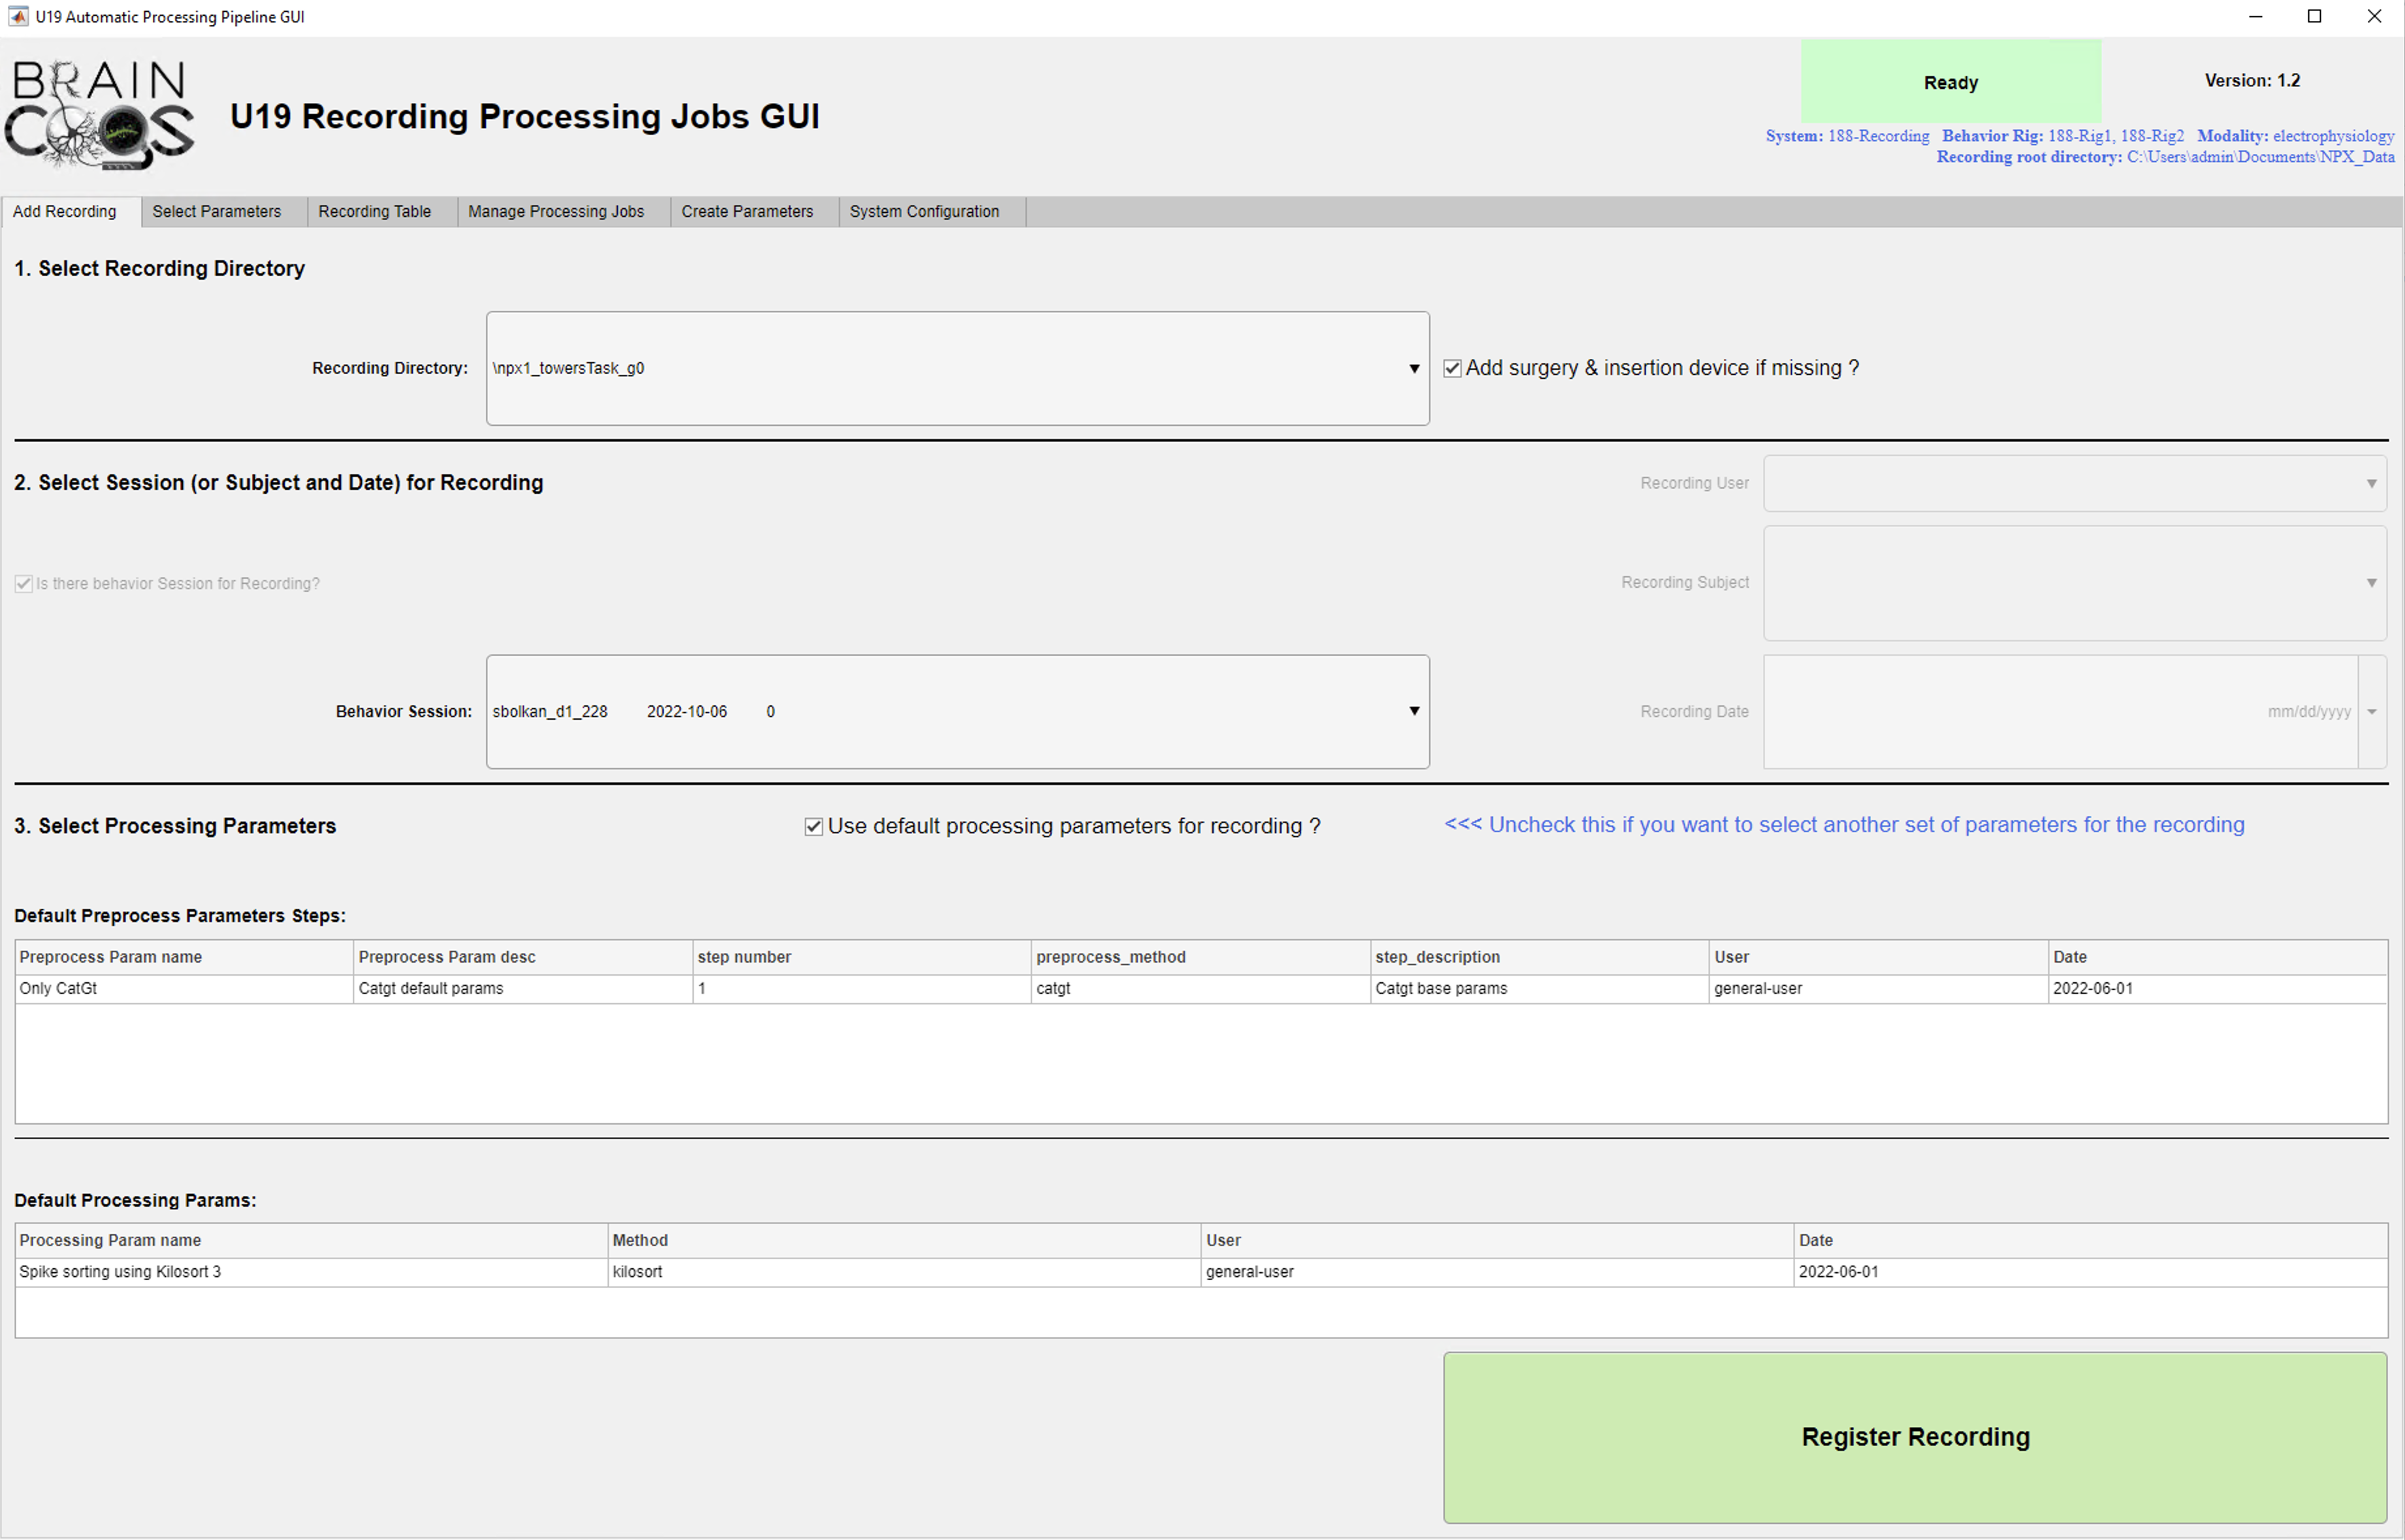 U19 Automatic Processing Pipeline GUI
BRAIN
COGS
U19 Recording Processing Jobs GUI
Ready
Version: 1.2
System: 188-Recording Behavior Rig: 188-Rig1, 188-Rig2 Modality: electrophysiology
Recording root directory: C:\Users\admin\Documents\NPX_Data
Add Recording Select Parameters Recording Table Manage Processing Jobs Create Parameters System Configuration
1. Select Recording Directory
Recording Directory: \npx1_towersTask_g0 Add surgery & insertion device if missing ?
2. Select Session (or Subject and Date) for Recording
Recording User
Is there behavior Session for Recording?
Recording Subject
Behavior Session: sbolkan_d1_228 2022-10-06 0
Recording Date mm/dd/yyyy
3. Select Processing Parameters
Use default processing parameters for recording ?
<<< Uncheck this if you want to select another set of parameters for the recording
Default Preprocess Parameters Steps:
Preprocess Param name Preprocess Param desc step number preprocess_method step_description User Date
Only CatGt Catgt default params 1 catgt Catgt base params general-user 2022-06-01
Default Processing Params:
Processing Param name Method User Date
Spike sorting using Kilosort 3 kilosort general-user 2022-06-01
Register Recording